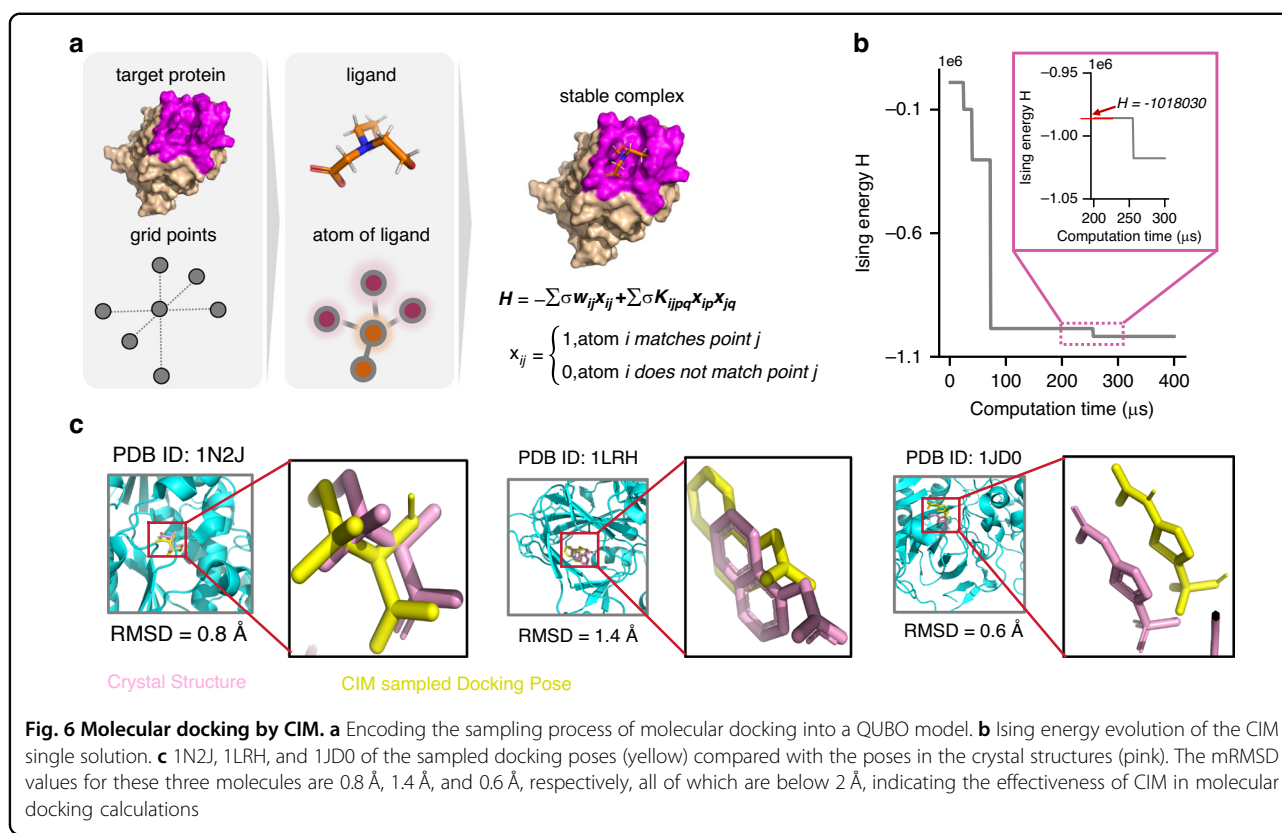 a
target protein
ligand
stable complex
grid points
atom of ligand
H = −∑σwᵢⱼxᵢⱼ+∑σKᵢⱼₚqxᵢₚxⱼq
xᵢⱼ = {1,atom i matches point j
0,atom i does not match point j
b
1e6
−0.1
−0.6
−1.1
Ising energy H
0 100 200 300 400
Computation time (μs)
1e6
−0.95
−1.00
−1.05
Ising energy H
H = -1018030
200 250 300
Computation time (μs)
c
PDB ID: 1N2J
RMSD = 0.8 Å
PDB ID: 1LRH
RMSD = 1.4 Å
PDB ID: 1JD0
RMSD = 0.6 Å
Crystal Structure
CIM sampled Docking Pose
Fig. 6 Molecular docking by CIM. a Encoding the sampling process of molecular docking into a QUBO model. b Ising energy evolution of the CIM
single solution. c 1N2J, 1LRH, and 1JD0 of the sampled docking poses (yellow) compared with the poses in the crystal structures (pink). The mRMSD
values for these three molecules are 0.8 Å, 1.4 Å, and 0.6 Å, respectively, all of which are below 2 Å, indicating the effectiveness of CIM in molecular
docking calculations